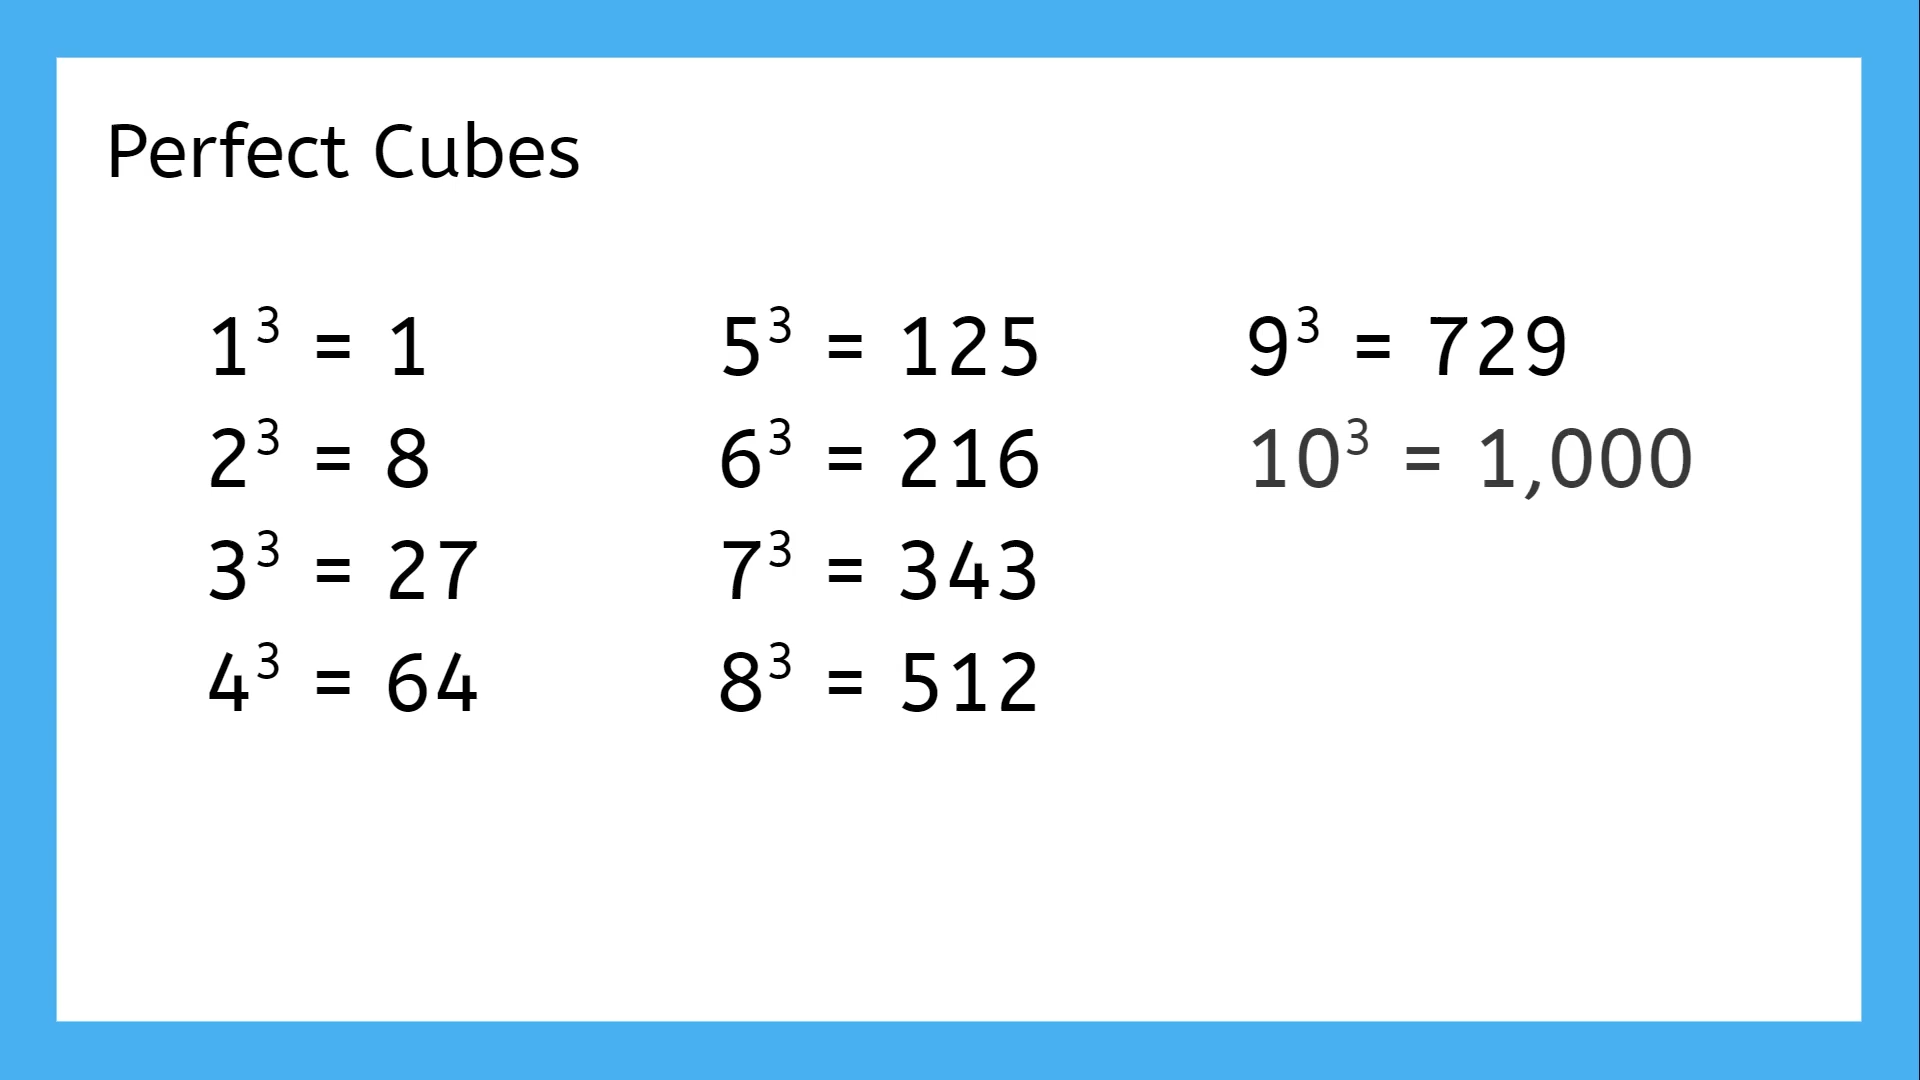 Perfect Cubes
1³ = 1
2³ = 8
3³ = 27
4³ = 64
5³ = 125
6³ = 216
7³ = 343
8³ = 512
9³ = 729
10³ = 1,000